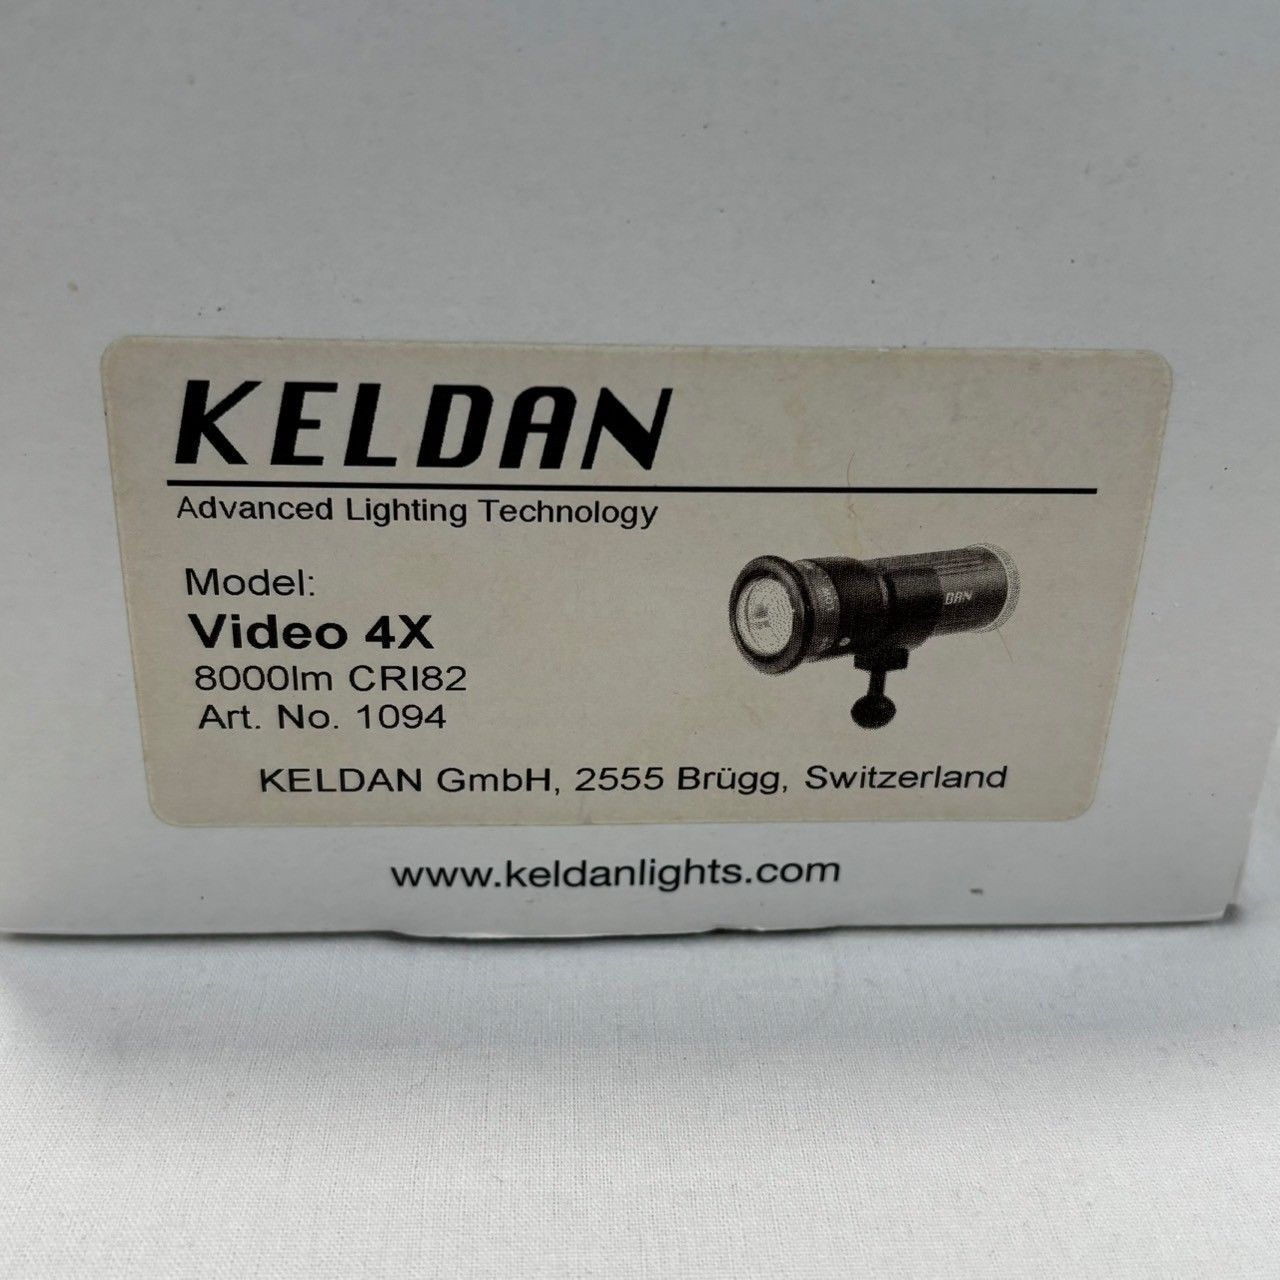 KELDAN
Advanced Lighting Technology
Model:
Video 4X
8000lm CRI82
Art. No. 1094
DAN
KELDAN GmbH, 2555 Brügg, Switzerland
www.keldanlights.com